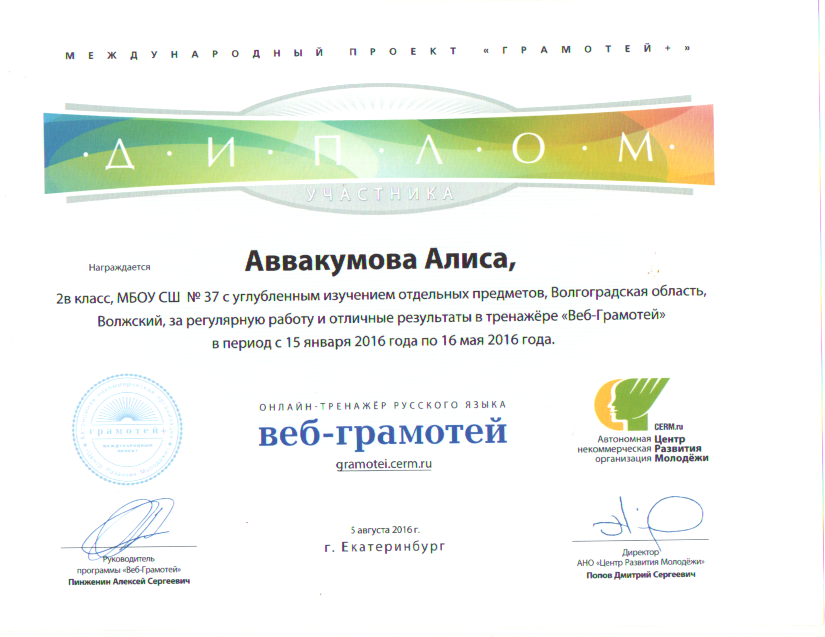 МЕЖДУНАРОДНЫЙ ПРОЕКТ «ГРАМОТЕЙ+»
· Д · И · П · Л · О · М ·
УЧАСТНИКА
Награждается Аввакумова Алиса,
2в класс, МБОУ СШ № 37 с углубленным изучением отдельных предметов, Волгоградская область,
Волжский, за регулярную работу и отличные результаты в тренажёре «Веб-Грамотей»
в период с 15 января 2016 года по 16 мая 2016 года.
грамотей+
международный
проект
ОНЛАЙН-ТРЕНАЖЁР РУССКОГО ЯЗЫКА
веб-грамотей
gramotei.cerm.ru
CERM.ru
Автономная некоммерческая организация
Центр Развития Молодёжи
5 августа 2016 г.
г. Екатеринбург
Руководитель
программы «Веб-Грамотей»
Пинженин Алексей Сергеевич
Директор
АНО «Центр Развития Молодёжи»
Попов Дмитрий Сергеевич